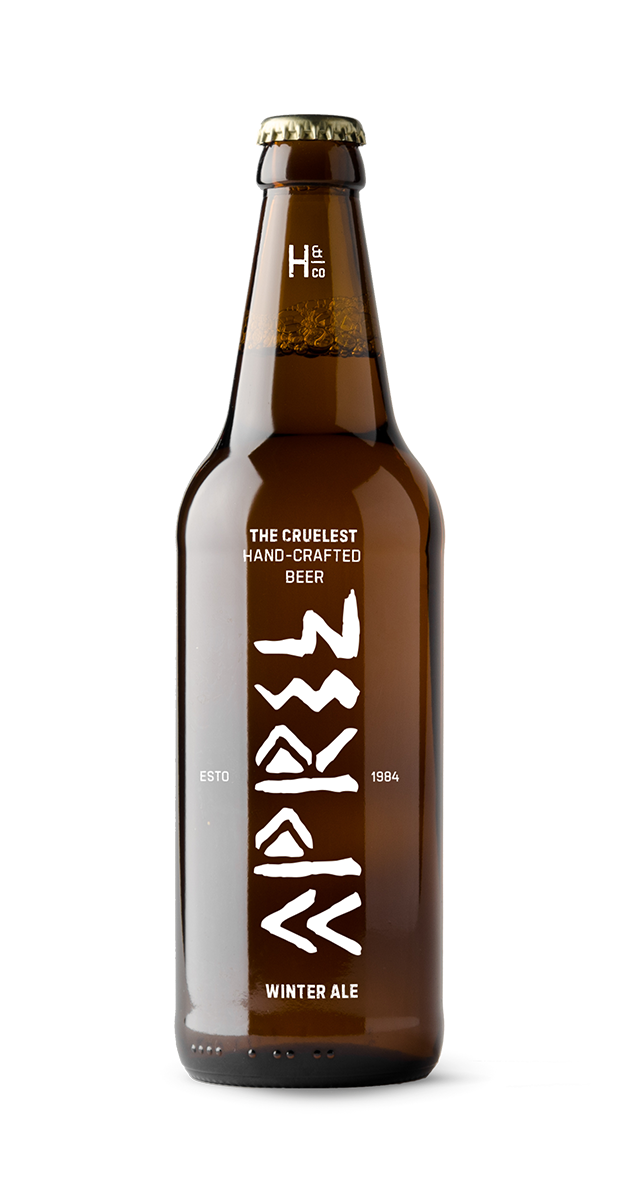 H & CO
THE CRUELEST
HAND-CRAFTED
BEER
APRIL
ESTO 1984
WINTER ALE